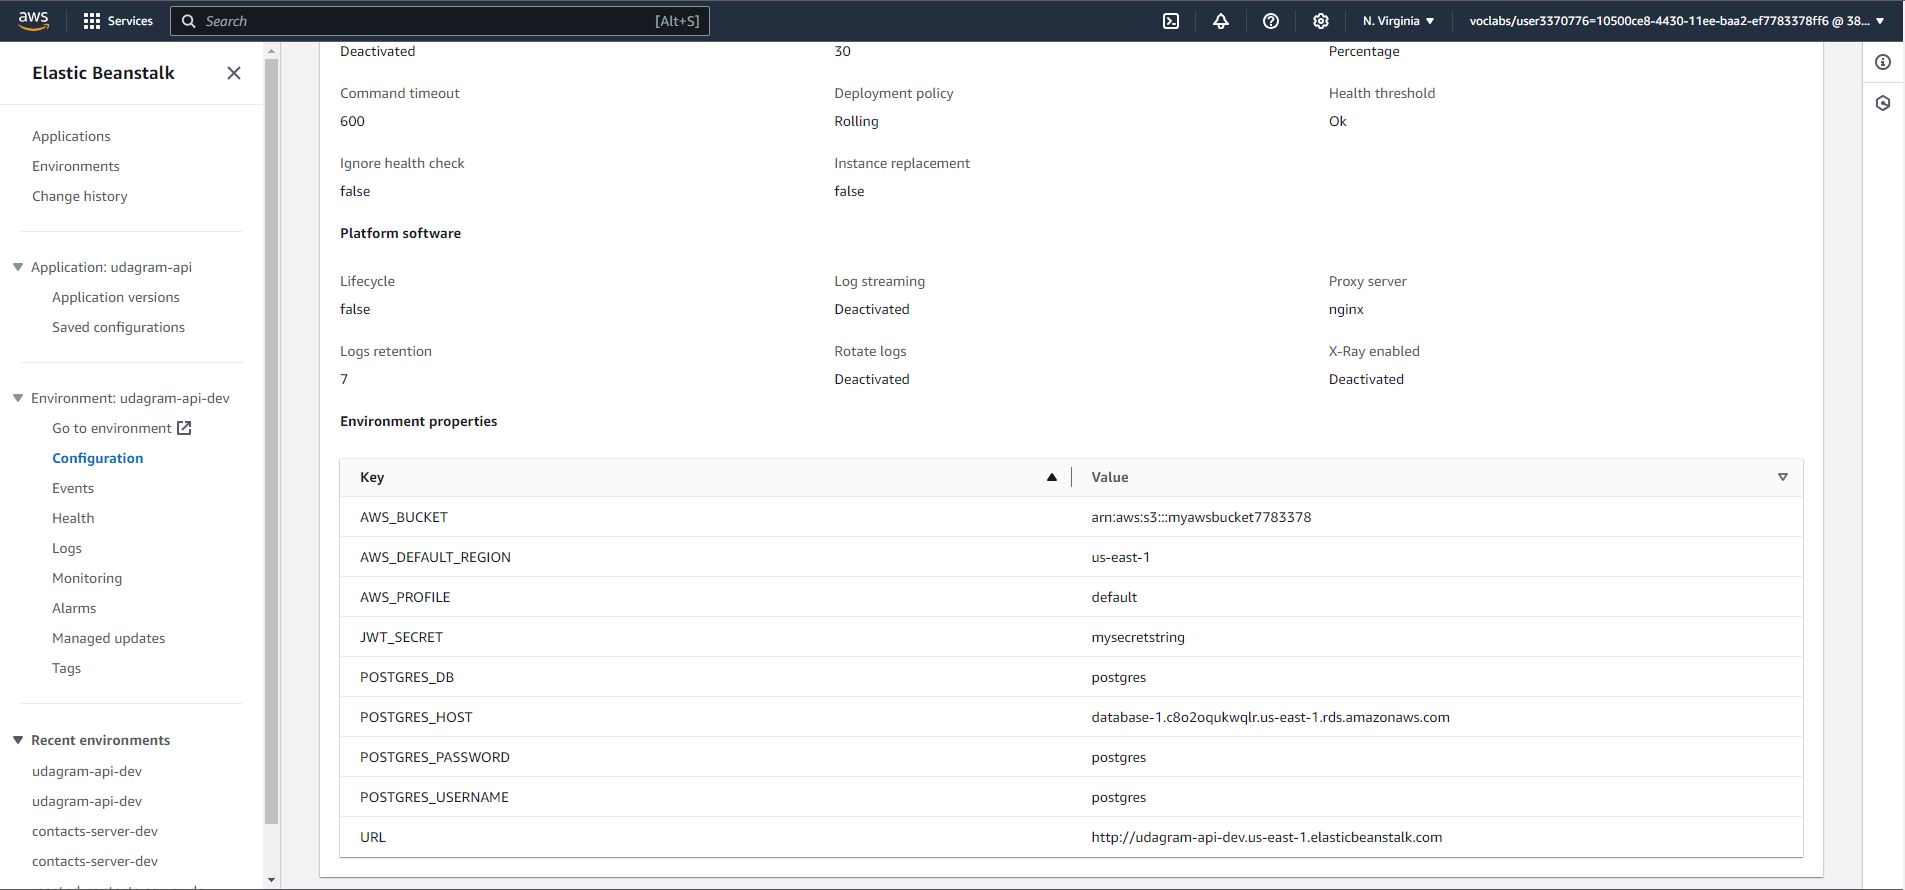 aws
Services
Search
[Alt+S]
N. Virginia
voclabs/user3370776=10500ce8-4430-11ee-baa2-ef7783378ff6 @ 38...
Elastic Beanstalk
Applications
Environments
Change history
Application: udagram-api
Application versions
Saved configurations
Environment: udagram-api-dev
Go to environment
Configuration
Events
Health
Logs
Monitoring
Alarms
Managed updates
Tags
Recent environments
udagram-api-dev
udagram-api-dev
contacts-server-dev
contacts-server-dev
Deactivated 30 Percentage
Command timeout Deployment policy Health threshold
600 Rolling Ok
Ignore health check Instance replacement
false false
Platform software
Lifecycle Log streaming Proxy server
false Deactivated nginx
Logs retention Rotate logs X-Ray enabled
7 Deactivated Deactivated
Environment properties
Key Value
AWS_BUCKET arn:aws:s3:::myawsbucket7783378
AWS_DEFAULT_REGION us-east-1
AWS_PROFILE default
JWT_SECRET mysecretstring
POSTGRES_DB postgres
POSTGRES_HOST database-1.c8o2oqukwqlr.us-east-1.rds.amazonaws.com
POSTGRES_PASSWORD postgres
POSTGRES_USERNAME postgres
URL http://udagram-api-dev.us-east-1.elasticbeanstalk.com